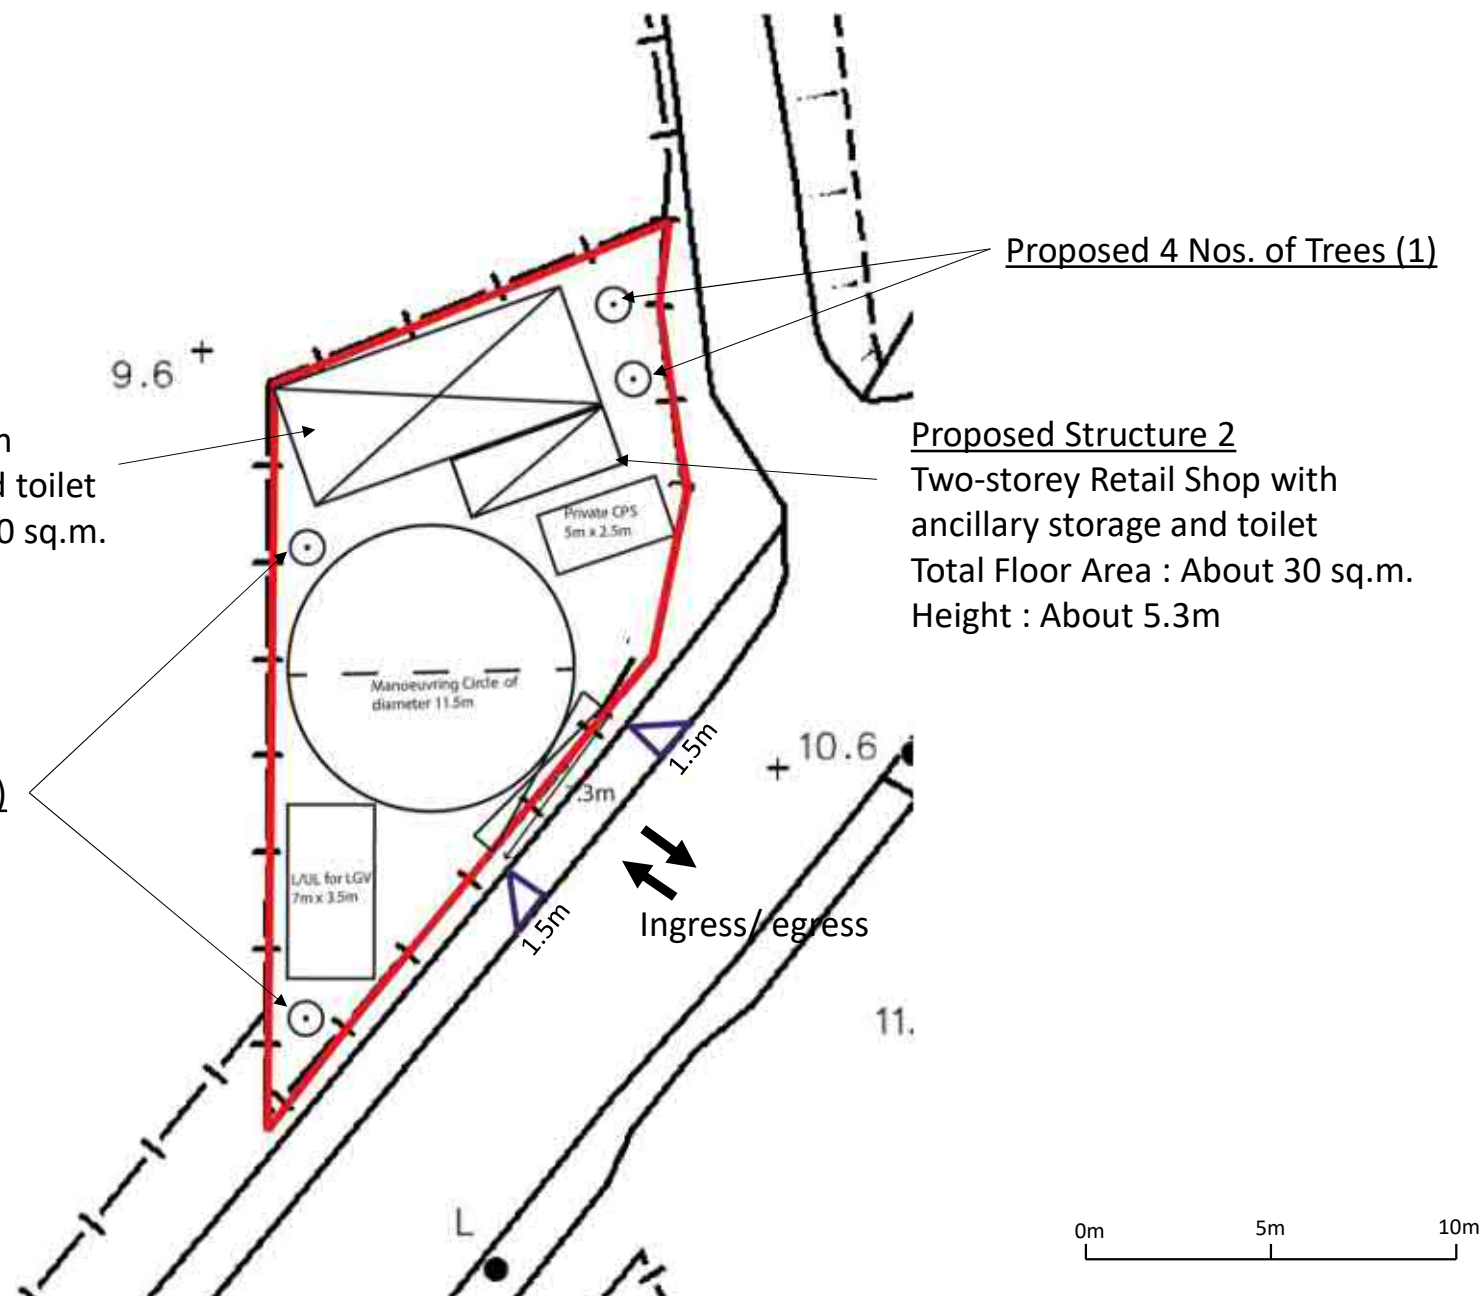 Proposed 4 Nos. of Trees (1)
9.6
d toilet
0 sq.m.
Proposed Structure 2
Two-storey Retail Shop with
ancillary storage and toilet
Total Floor Area : About 30 sq.m.
Height : About 5.3m
Private CPS
5m x 2.5m
Manoeuvring Circle of
diameter 11.5m
1.5m
10.6
7.3m
L/UL for LGV
7m x 3.5m
1.5m
Ingress/ egress
11.
L
0m
5m
10m